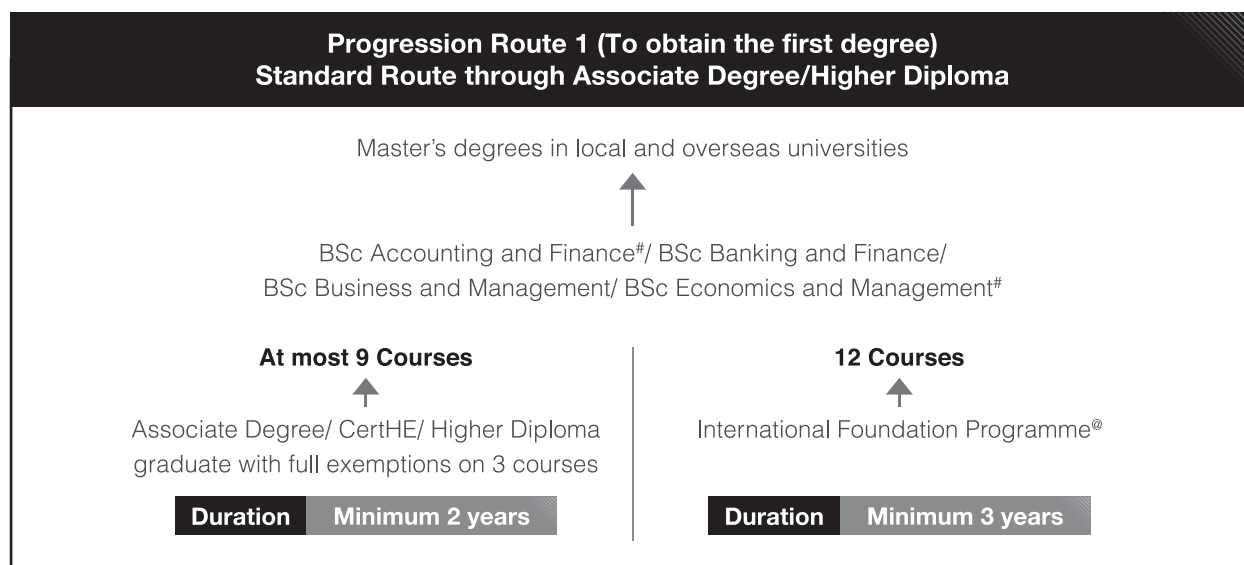 Progression Route 1 (To obtain the first degree)
Standard Route through Associate Degree/Higher Diploma
Master’s degrees in local and overseas universities
BSc Accounting and Finance#/ BSc Banking and Finance/
BSc Business and Management/ BSc Economics and Management#
At most 9 Courses
Associate Degree/ CertHE/ Higher Diploma
graduate with full exemptions on 3 courses
Duration Minimum 2 years
12 Courses
International Foundation Programme@
Duration Minimum 3 years